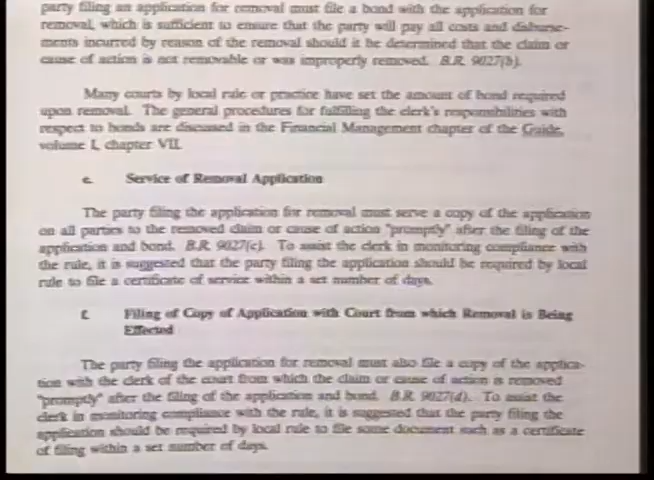 party filing an application for removal must file a bond with the application for
removal, which is sufficient to ensure that the party will pay all costs and disburse-
ments incurred by reason of the removal should it be determined that the claim or
cause of action is not removable or was improperly removed. B.R. 9027(b).
Many courts by local rule or practice have set the amount of bond required
upon removal. The general procedures for fulfilling the clerk's responsibilities with
respect to bonds are discussed in the Financial Management chapter of the Guide,
volume I, chapter VII.
e. Service of Removal Application
The party filing the application for removal must serve a copy of the application
on all parties to the removed claim or cause of action "promptly" after the filing of the
application and bond. B.R. 9027(c). To assist the clerk in monitoring compliance with
the rule, it is suggested that the party filing the application should be required by local
rule to file a certificate of service within a set number of days.
f. Filing of Copy of Application with Court from which Removal is Being
Effected
The party filing the application for removal must also file a copy of the applica-
tion with the clerk of the court from which the claim or cause of action is removed
"promptly" after the filing of the application and bond. B.R. 9027(d). To assist the
clerk in monitoring compliance with the rule, it is suggested that the party filing the
application should be required by local rule to file some document such as a certificate
of filing within a set number of days.